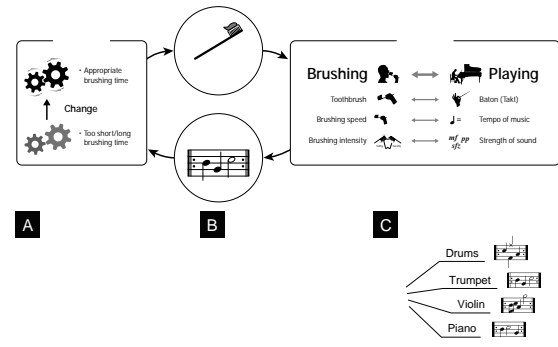 · Appropriate
brushing time
Change
· Too short/long
brushing time
Brushing
Playing
Toothbrush
Baton (Takt)
Brushing speed
=
Tempo of music
Brushing intensity
mf pp
sfz
Strength of sound
A
B
C
Drums
Trumpet
Violin
Piano